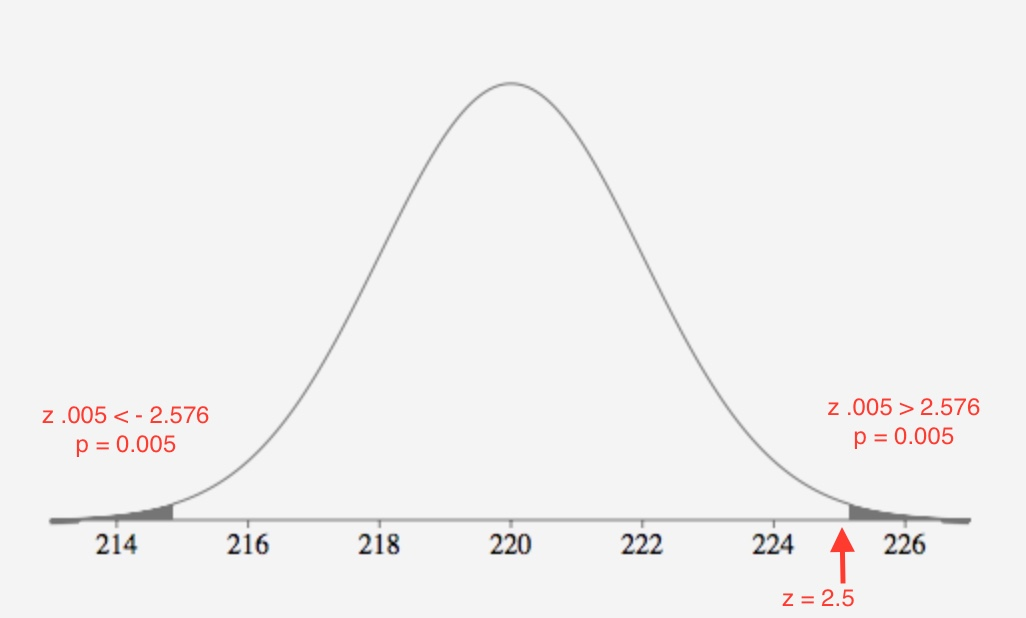 z .005 < - 2.576
p = 0.005
z .005 > 2.576
p = 0.005
214 216 218 220 222 224 226
z = 2.5